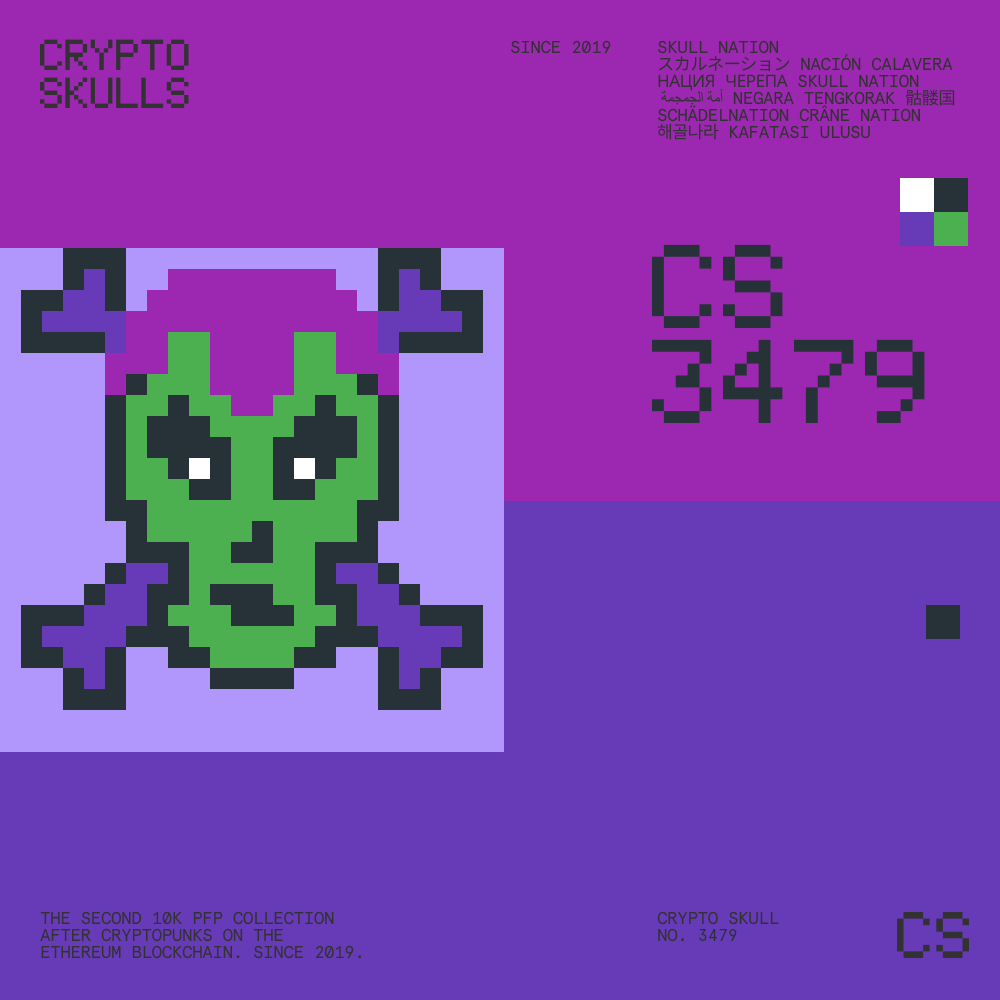 CRYPTO
SKULLS
SINCE 2019
SKULL NATION
スカルネーション NACIÓN CALAVERA
НАЦИЯ ЧЕРЕПА SKULL NATION
أمة الجمجمة NEGARA TENGKORAK 骷髅国
SCHÄDELNATION CRÂNE NATION
해골나라 KAFATASI ULUSU
CS
3479
THE SECOND 10K PFP COLLECTION
AFTER CRYPTOPUNKS ON THE
ETHEREUM BLOCKCHAIN. SINCE 2019.
CRYPTO SKULL
NO. 3479
CS